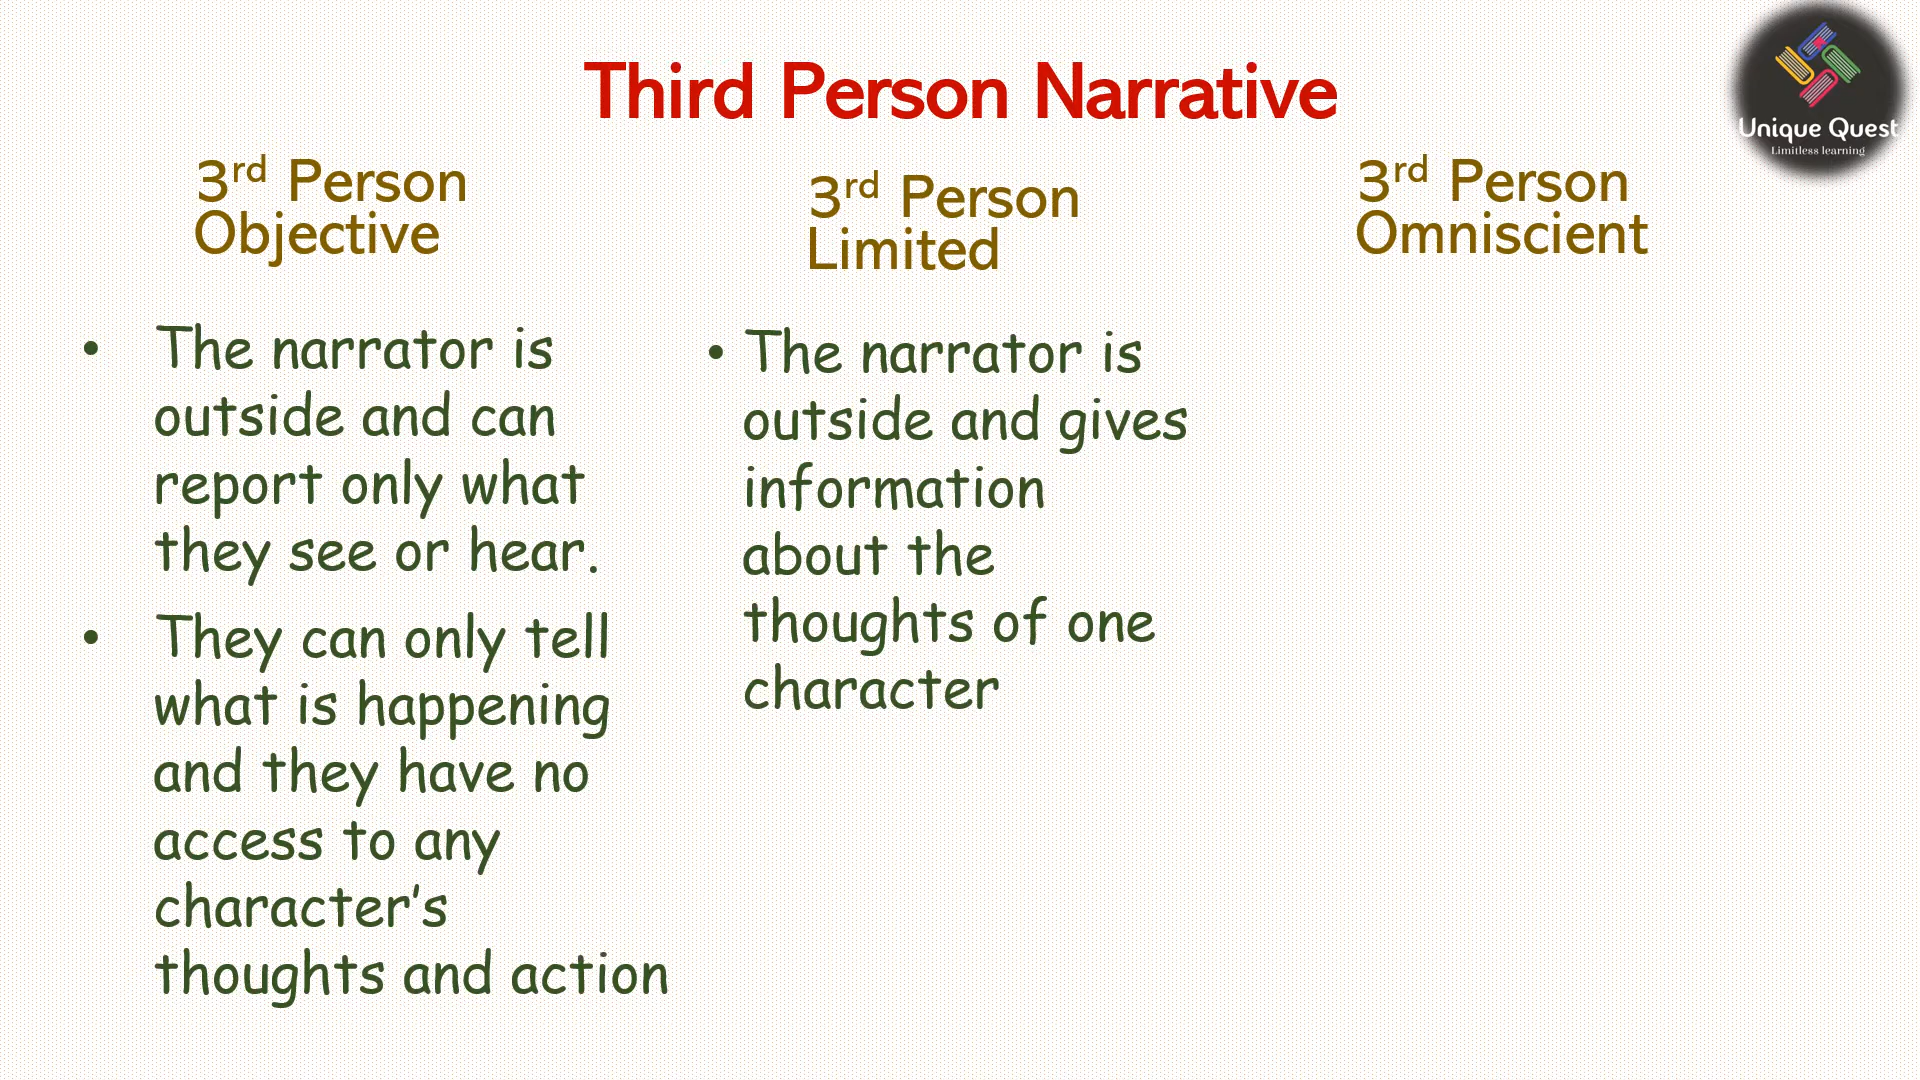 Third Person Narrative
Unique Quest
Limitless learning
3rd Person
Objective
• The narrator is
outside and can
report only what
they see or hear.
• They can only tell
what is happening
and they have no
access to any
character’s
thoughts and action
3rd Person
Limited
• The narrator is
outside and gives
information
about the
thoughts of one
character
3rd Person
Omniscient